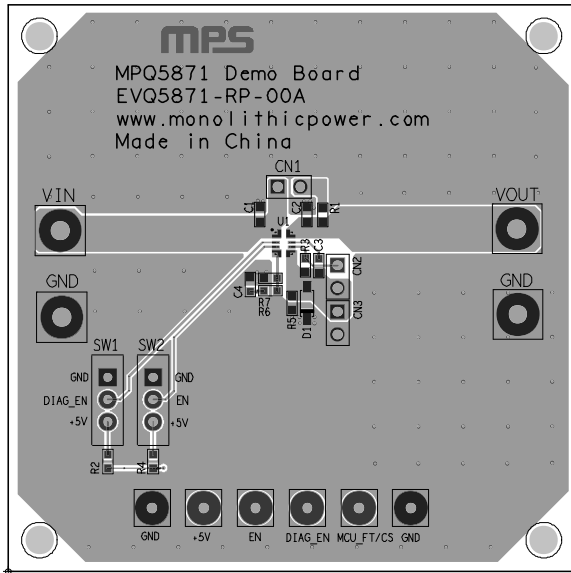 mps
MPQ5871 Demo Board
EVQ5871-RP-00A
www.monolithicpower.com
Made in China
CN1
VIN
C1
C2
R1
VOUT
U1
R3
C3
CN2
GND
GND
C4
R7
R6
R5
D1
CN3
SW1
SW2
GND
GND
DIAG_EN
EN
+5V
+5V
R2
R4
GND
+5V
EN
DIAG_EN
MCU_FT/CS
GND